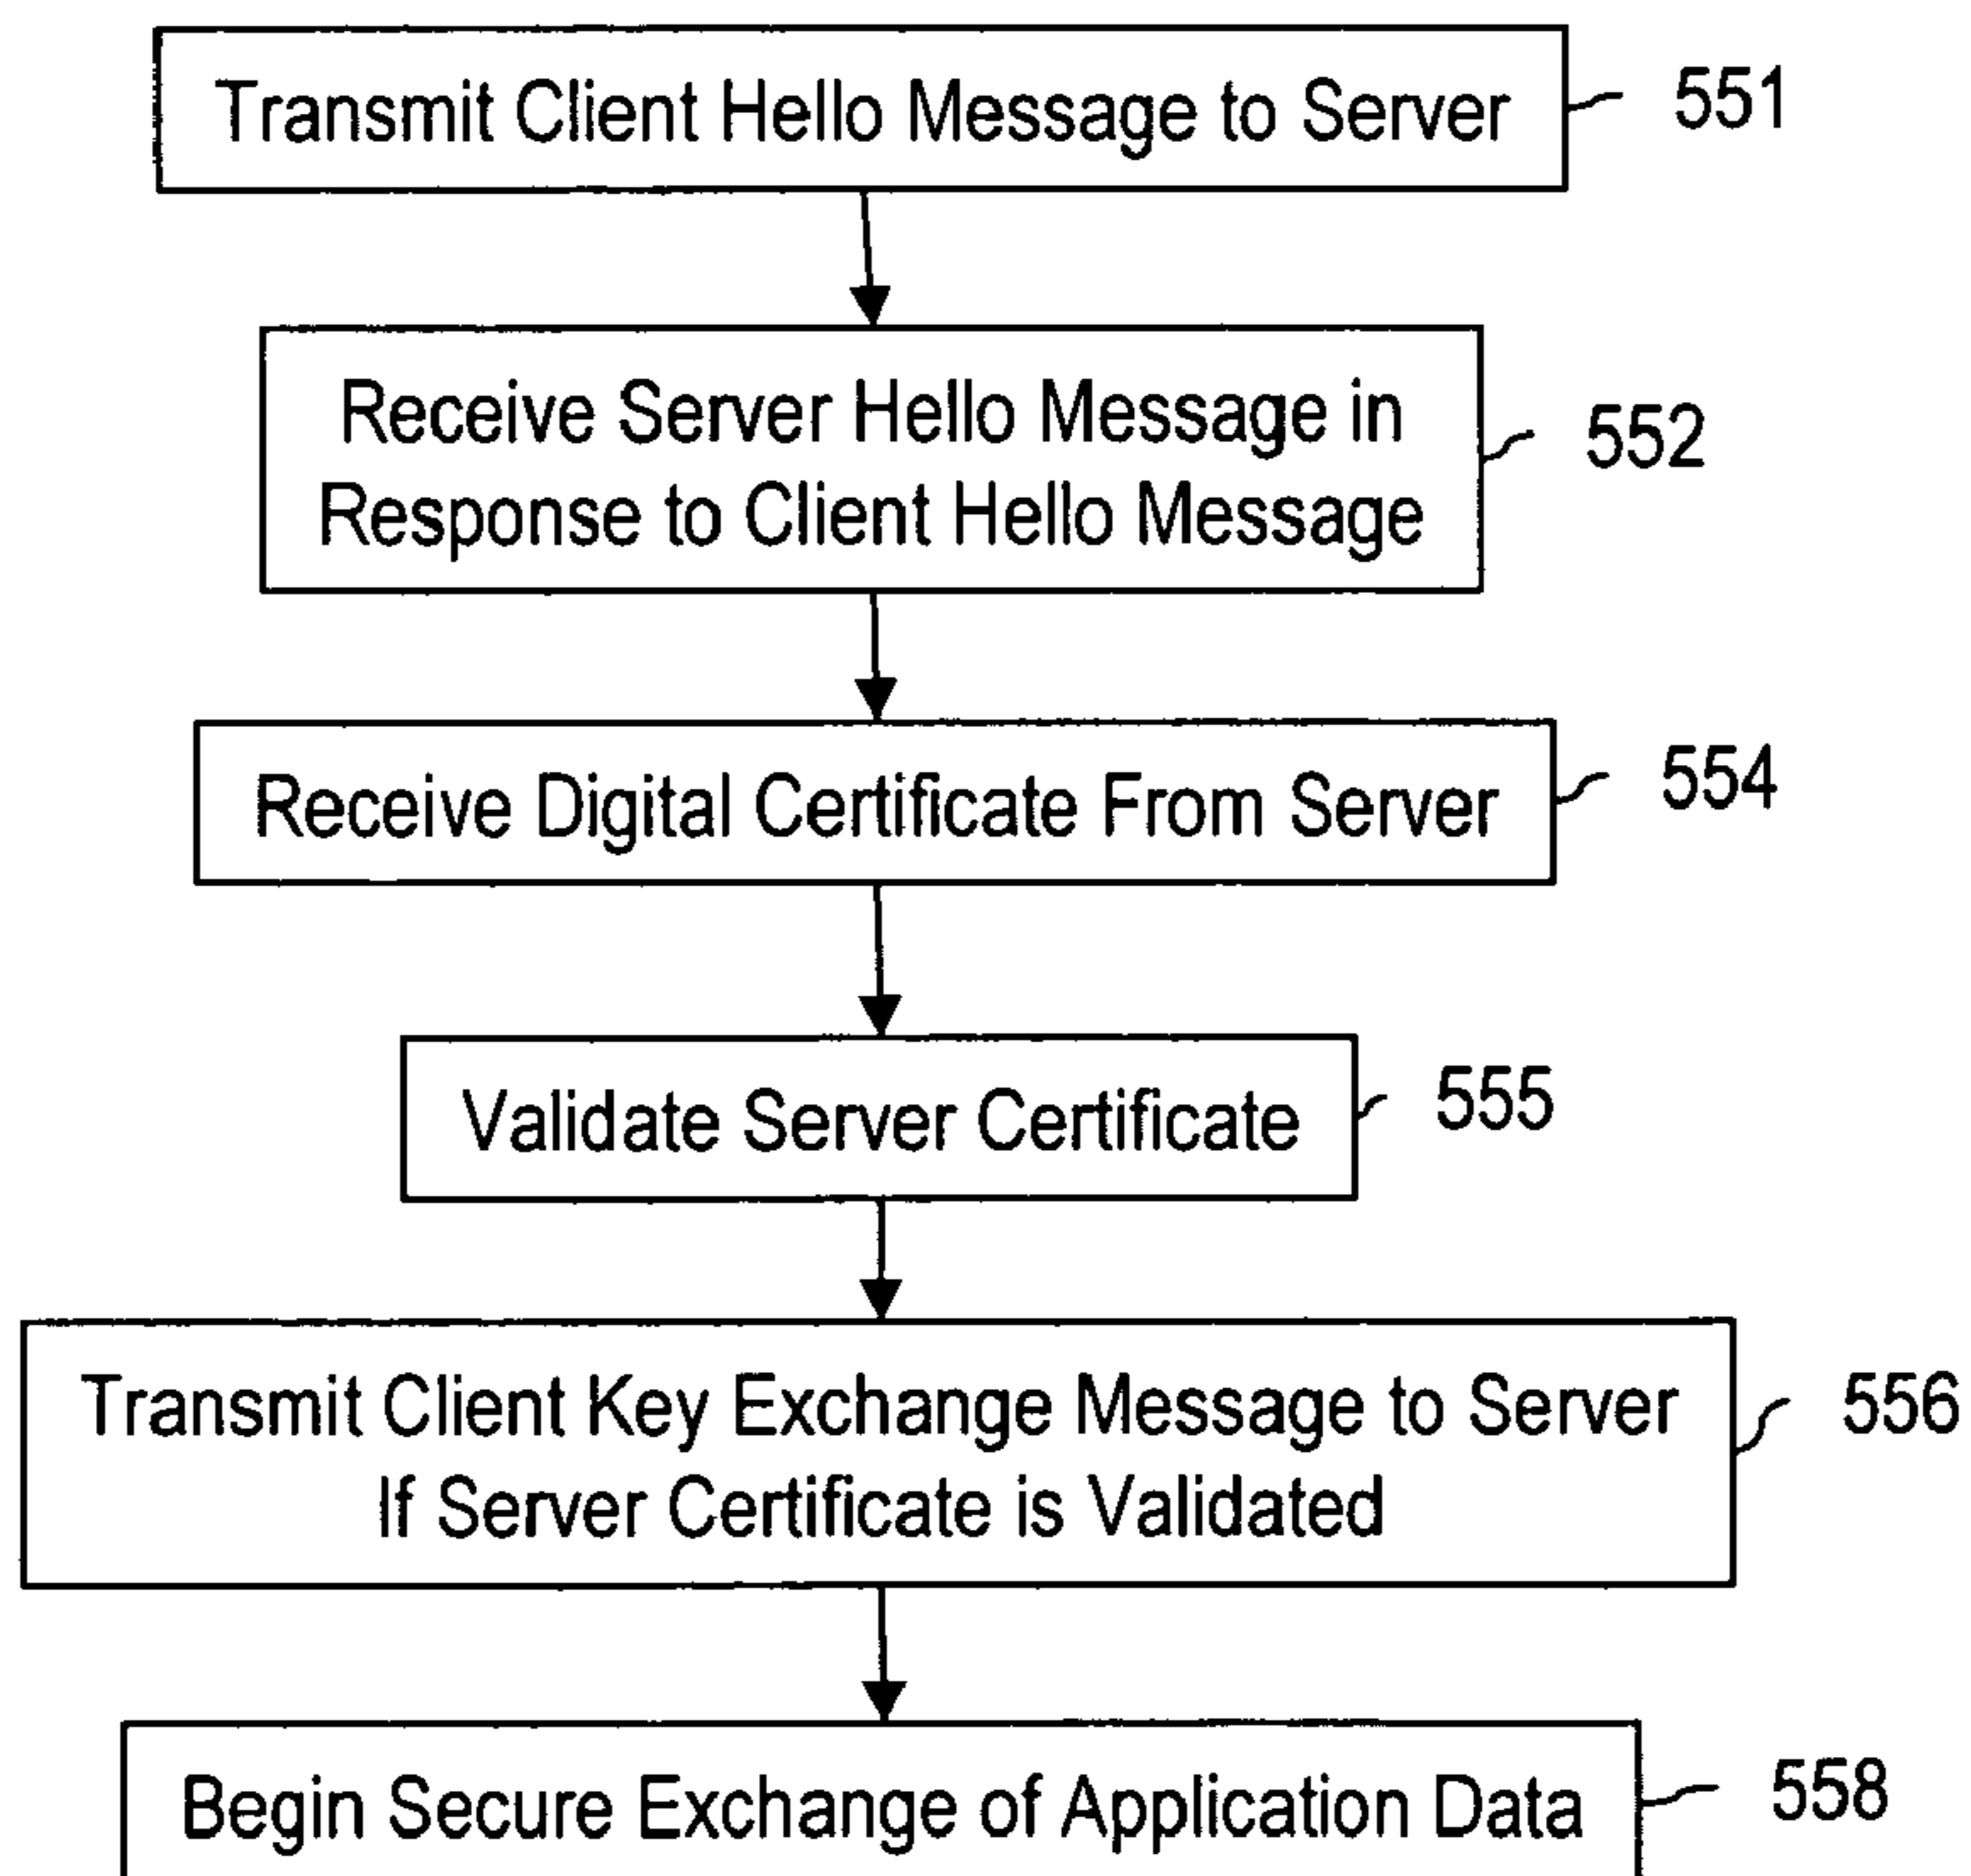 Transmit Client Hello Message to Server
551
Receive Server Hello Message in
Response to Client Hello Message
552
Receive Digital Certificate From Server
554
Validate Server Certificate
555
Transmit Client Key Exchange Message to Server
If Server Certificate is Validated
556
Begin Secure Exchange of Application Data
558